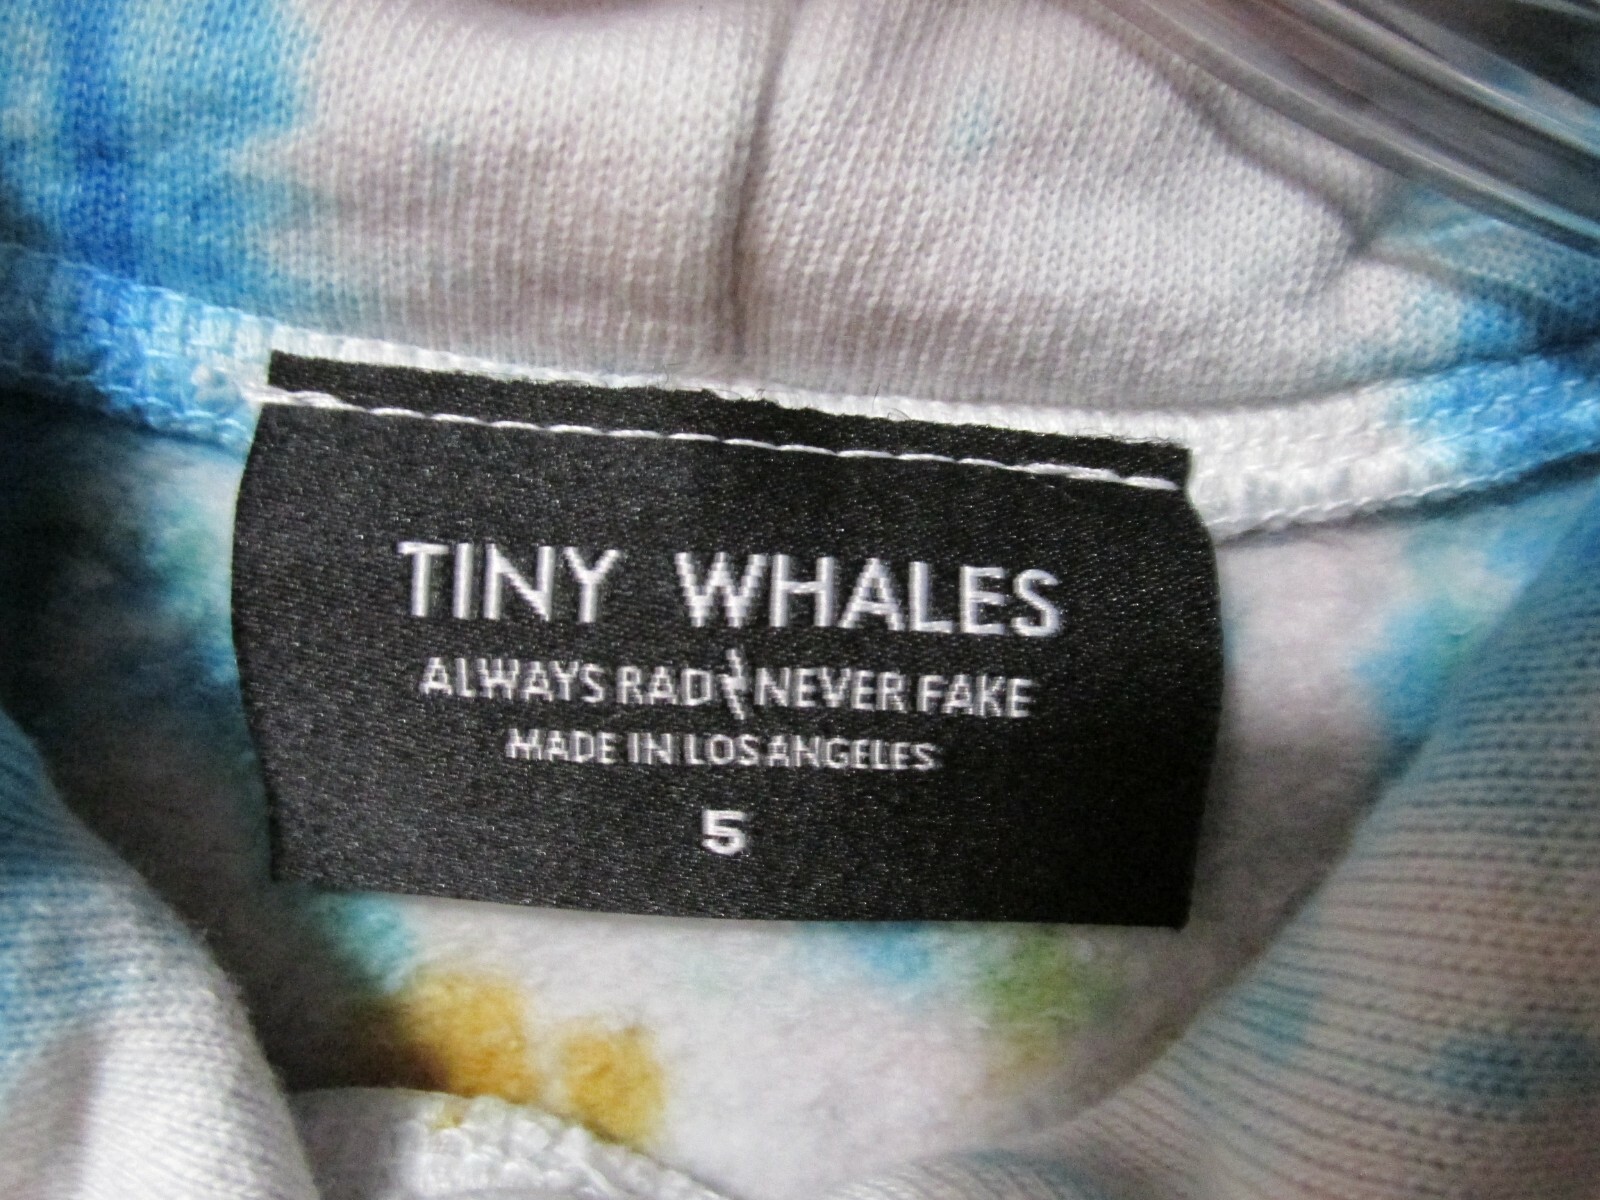 TINY WHALES
ALWAYS RAD NEVER FAKE
MADE IN LOS ANGELES
5